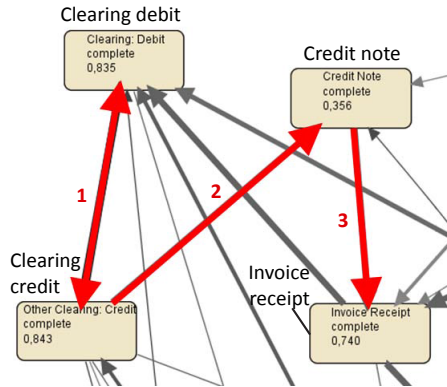 Clearing debit
Clearing: Debit
complete
0,835
Credit note
Credit Note
complete
0,356
1
2
3
Clearing
credit
Other Clearing: Credit
complete
0,843
Invoice
receipt
Invoice Receipt
complete
0,740